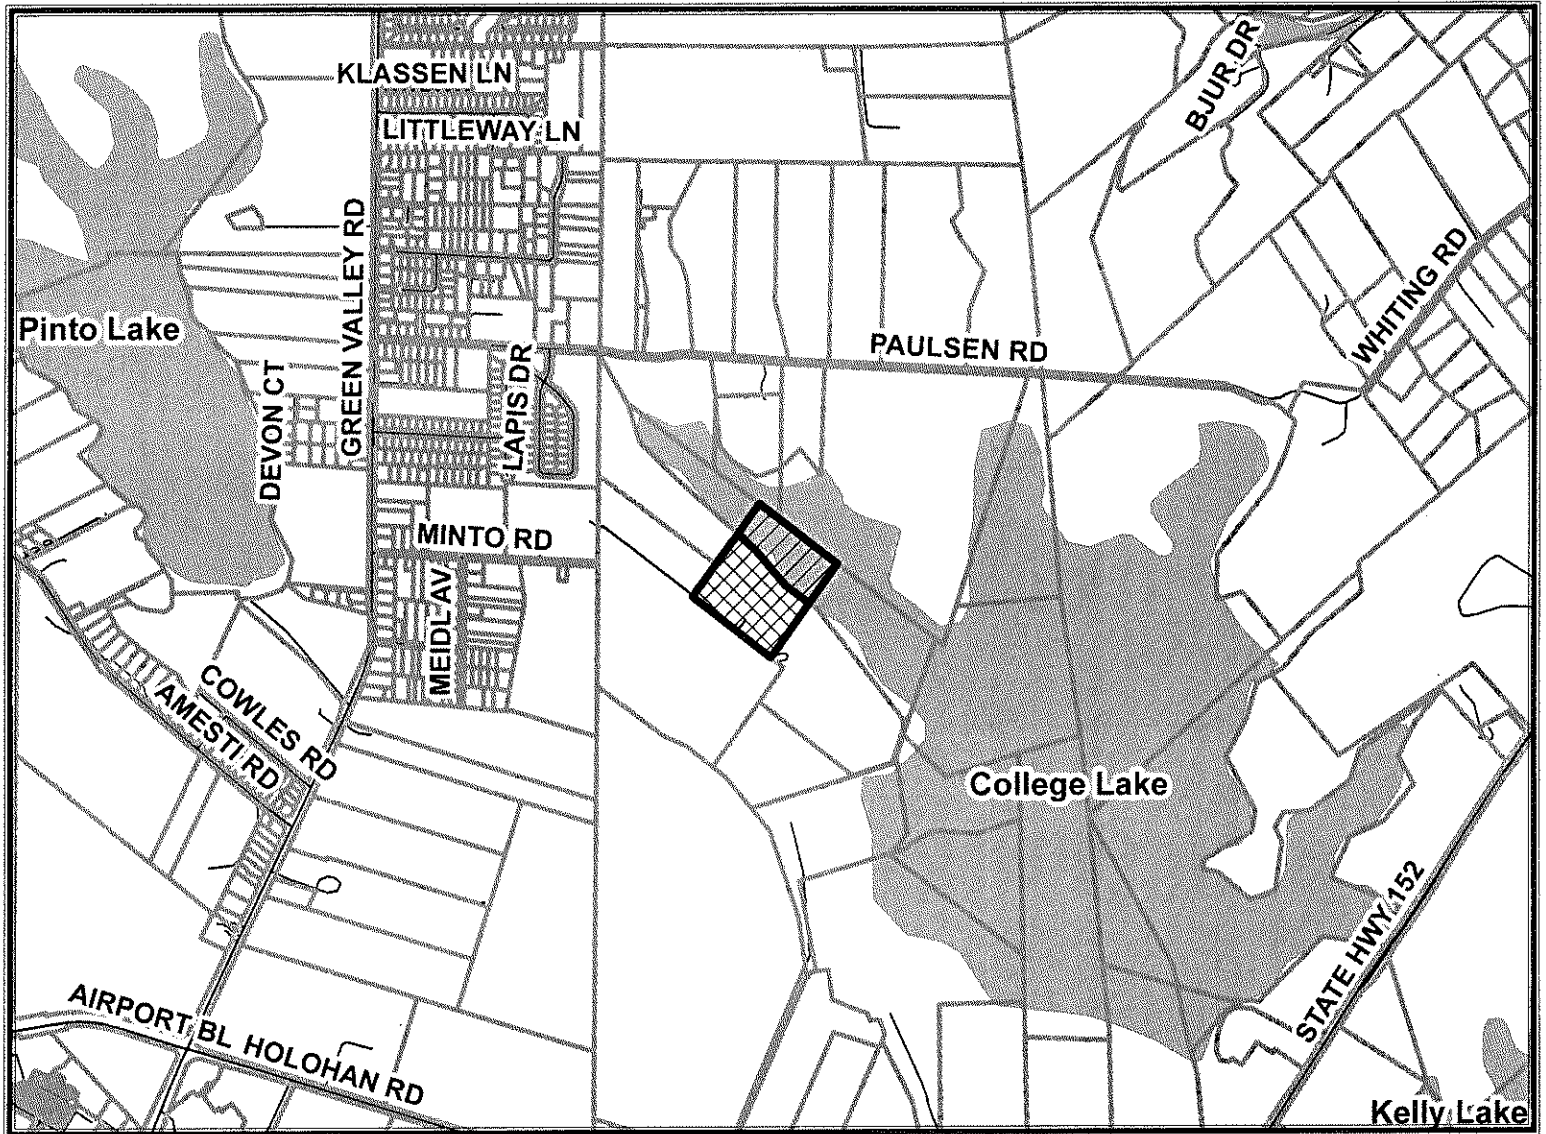 KLASSEN LN
BJUR DR
LITTLEWAY LN
GREEN VALLEY RD
WHITING RD
Pinto Lake
PAULSEN RD
LAPIS DR
DEVON CT
MINTO RD
MEIDL AV
COWLES RD
AMESTI RD
College Lake
STATE HWY 152
AIRPORT BL
HOLOHAN RD
Kelly Lake